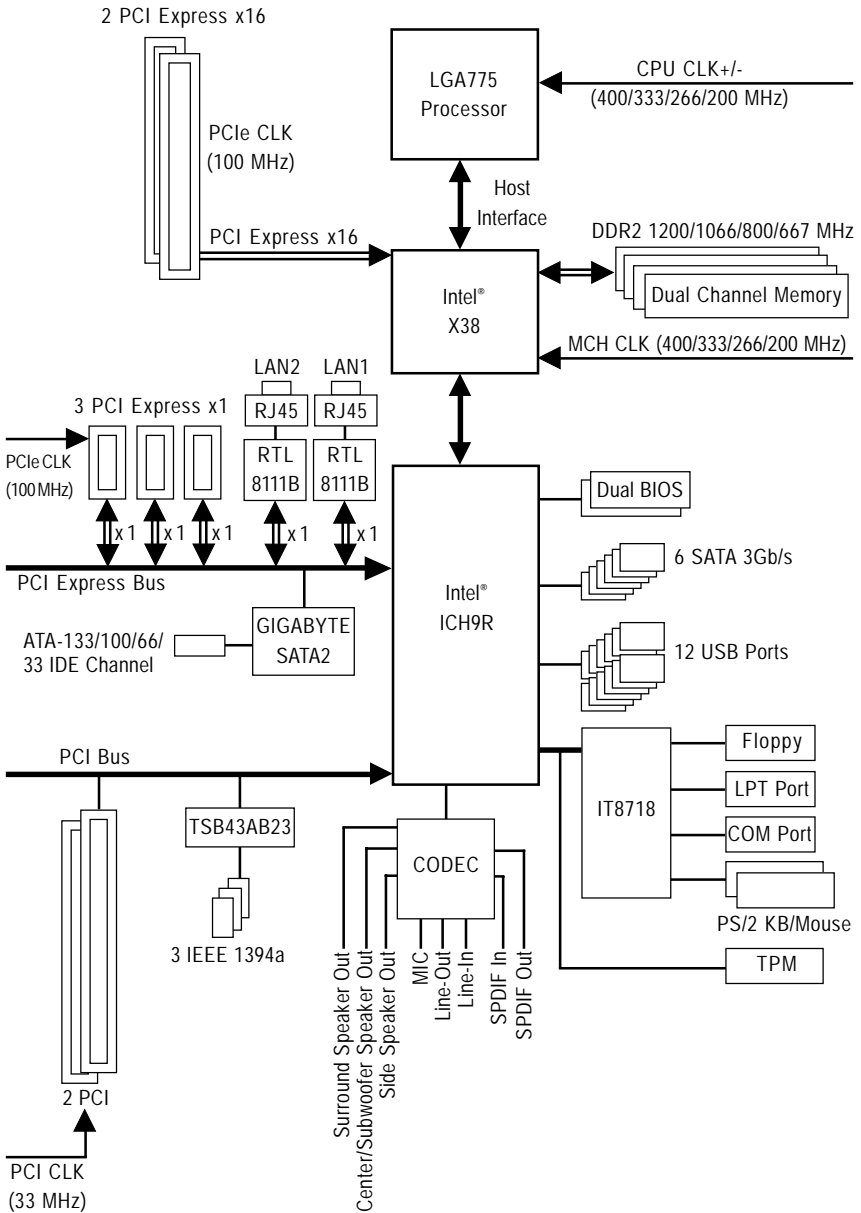 2 PCI Express x16
LGA775
Processor
CPU CLK+/-
(400/333/266/200 MHz)
PCIe CLK
(100 MHz)
Host
Interface
PCI Express x16
DDR2 1200/1066/800/667 MHz
Dual Channel Memory
Intel®
X38
MCH CLK (400/333/266/200 MHz)
LAN2
LAN1
RJ45
RJ45
3 PCI Express x1
RTL
8111B
RTL
8111B
PCIe CLK
(100 MHz)
x 1
x 1
x 1
x 1
x 1
PCI Express Bus
Dual BIOS
6 SATA 3Gb/s
Intel®
ICH9R
GIGABYTE
SATA2
ATA-133/100/66/
33 IDE Channel
12 USB Ports
PCI Bus
TSB43AB23
3 IEEE 1394a
IT8718
Floppy
LPT Port
COM Port
PS/2 KB/Mouse
TPM
CODEC
Surround Speaker Out
Center/Subwoofer Speaker Out
Side Speaker Out
MIC
Line-Out
Line-In
SPDIF In
SPDIF Out
2 PCI
PCI CLK
(33 MHz)